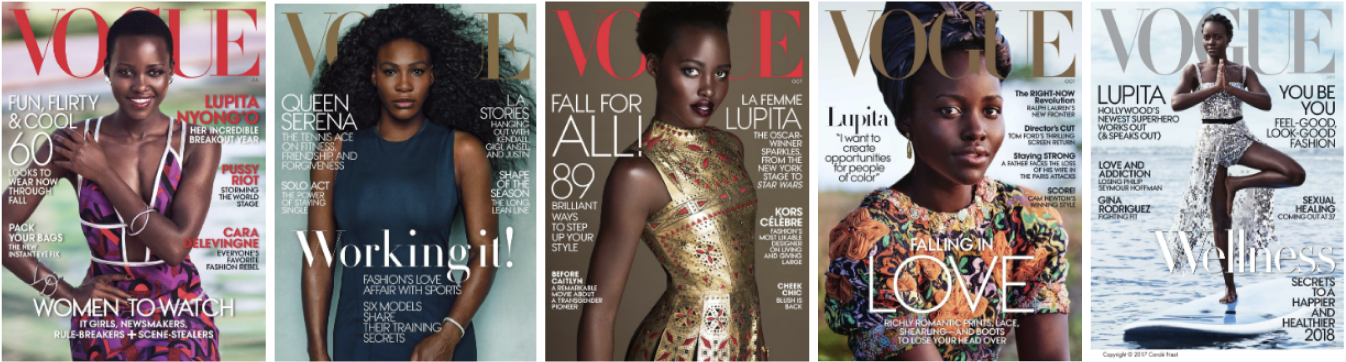 VOGUE
JUL
FUN, FLIRTY
& COOL
60
LOOKS TO
WEAR NOW
THROUGH
FALL
PACK
YOUR BAGS
THE NEW
INSTANT EYE FIX
LUPITA
NYONG'O
HER INCREDIBLE
BREAKOUT YEAR
PUSSY
RIOT
STORMING
THE WORLD
STAGE
CARA
DELEVINGNE
EVERYONE'S
FAVORITE
FASHION REBEL
WOMEN TO WATCH
IT GIRLS, NEWSMAKERS,
RULE-BREAKERS + SCENE-STEALERS
VOGUE
QUEEN
SERENA
THE TENNIS ACE
ON FITNESS,
FRIENDSHIP, AND
FORGIVENESS
SOLO ACT
THE POWER
OF STAYING
SINGLE
L.A.
STORIES
HANGING
OUT WITH
KENDALL,
GIGI, ANSEL,
AND JUSTIN
SHAPE
OF THE
SEASON
THE LONG,
LEAN LINE
Working it!
FASHION'S LOVE
AFFAIR WITH SPORTS
SIX MODELS
SHARE
THEIR TRAINING
SECRETS
VOGUE
OCT
FALL FOR
ALL!
89
BRILLIANT
WAYS
TO STEP
UP YOUR
STYLE
BEFORE
CAITLYN
A REMARKABLE
MOVIE ABOUT
A TRANSGENDER
PIONEER
LA FEMME
LUPITA
THE OSCAR-
WINNER
SPARKLES,
FROM THE
NEW YORK
STAGE TO
STAR WARS
KORS
CÉLÈBRE
FASHION'S
MOST LIKABLE
DESIGNER
ON LIVING
AND GIVING
LARGE
CHEEK
CHIC
BLUSH IS
BACK
VOGUE
OCT
Lupita
"I want to
create
opportunities
for people
of color"
The RIGHT-NOW
Revolution
RALPH LAUREN'S
NEW FRONTIER
Director's CUT
TOM FORD'S THRILLING
SCREEN RETURN
Staying STRONG
A FATHER FACES THE LOSS
OF HIS WIFE IN
THE PARIS ATTACKS
SCORE!
CAM NEWTON'S
WINNING STYLE
FALLING IN
LOVE
RICHLY ROMANTIC PRINTS, LACE,
SHEARLING—AND BOOTS
TO LOSE YOUR HEAD OVER
VOGUE
JAN
LUPITA
HOLLYWOOD'S
NEWEST SUPERHERO
WORKS OUT
(& SPEAKS OUT)
LOVE AND
ADDICTION
LOSING PHILIP
SEYMOUR HOFFMAN
GINA
RODRIGUEZ
FIGHTING FIT
YOU BE
YOU
FEEL-GOOD,
LOOK-GOOD
FASHION
SEXUAL
HEALING
COMING OUT AT 37
Wellness
SECRETS
TO A
HAPPIER
AND
HEALTHIER
2018
Copyright © 2017 Condé Nast